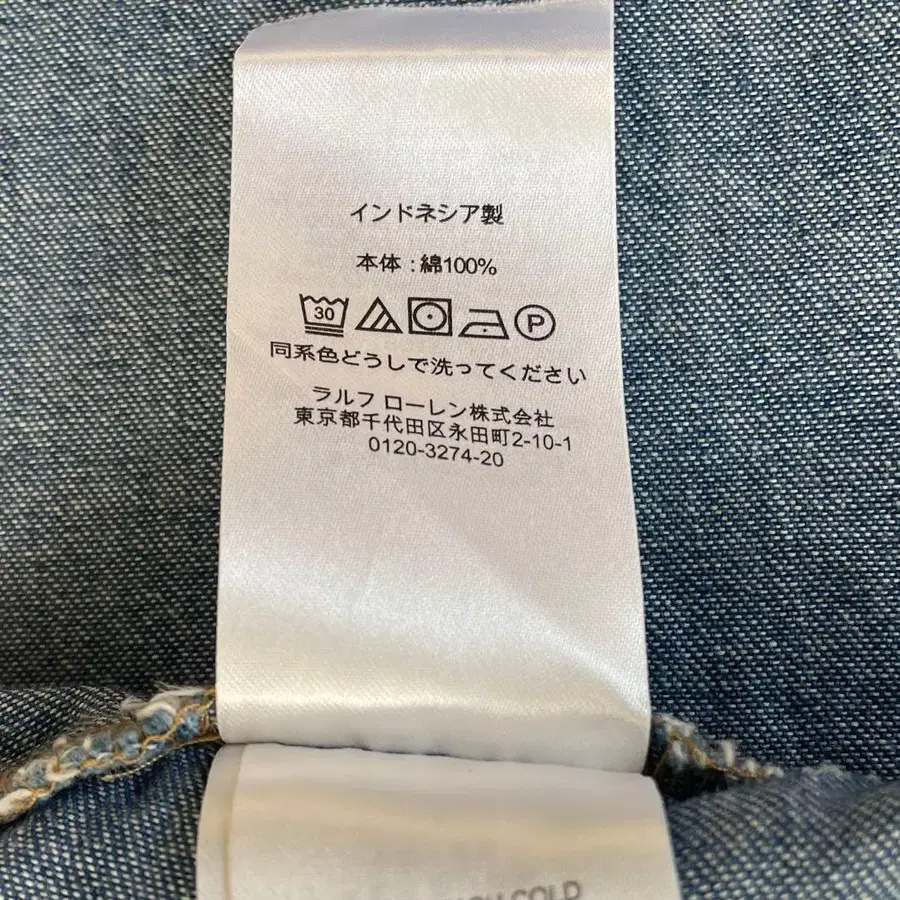 インドネシア製
本体 : 綿100%
30 P
同系色どうしで洗ってください
ラルフ ローレン株式会社
東京都千代田区永田町2-10-1
0120-3274-20
COLD